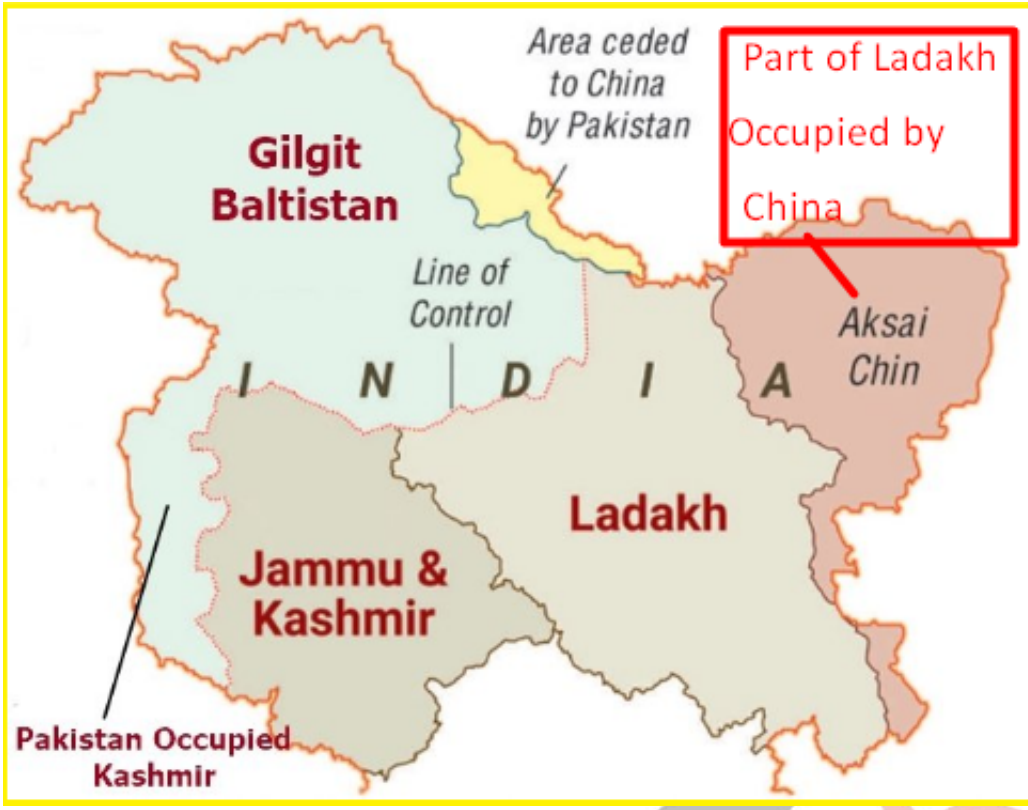 Area ceded
to China
by Pakistan
Part of Ladakh
Occupied by
China
Gilgit
Baltistan
Line of
Control
Aksai
Chin
I N D I A
Ladakh
Jammu &
Kashmir
Pakistan Occupied
Kashmir